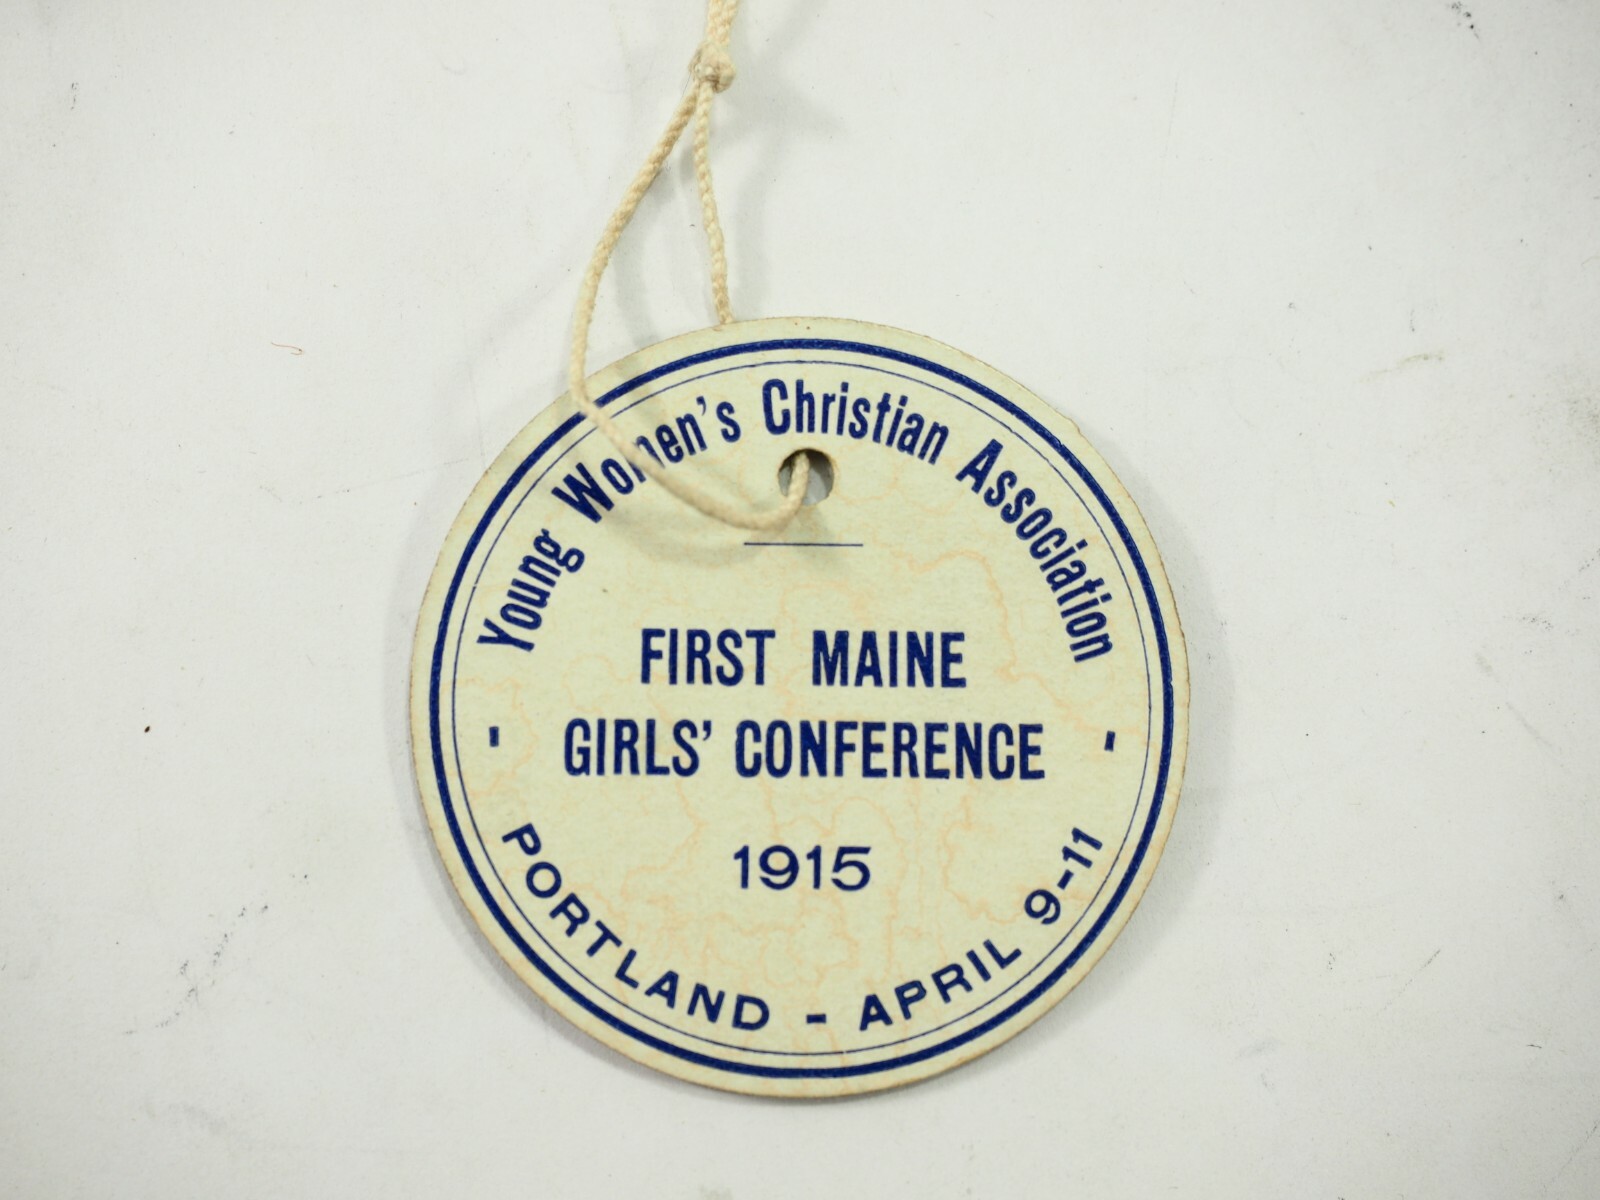 Young Women's Christian Association
FIRST MAINE
GIRLS' CONFERENCE
1915
PORTLAND - APRIL 9-11